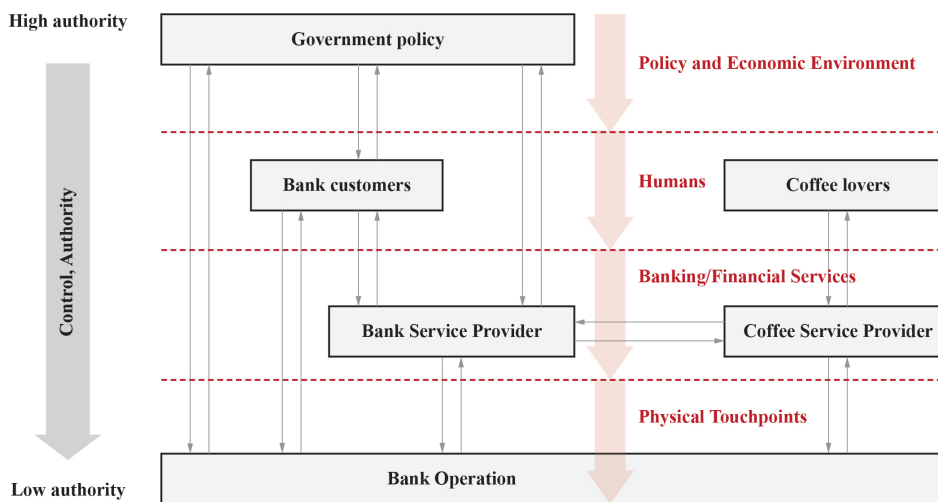 High authority
Government policy
Policy and Economic Environment
Control, Authority
Bank customers
Humans
Coffee lovers
Banking/Financial Services
Bank Service Provider
Coffee Service Provider
Physical Touchpoints
Bank Operation
Low authority